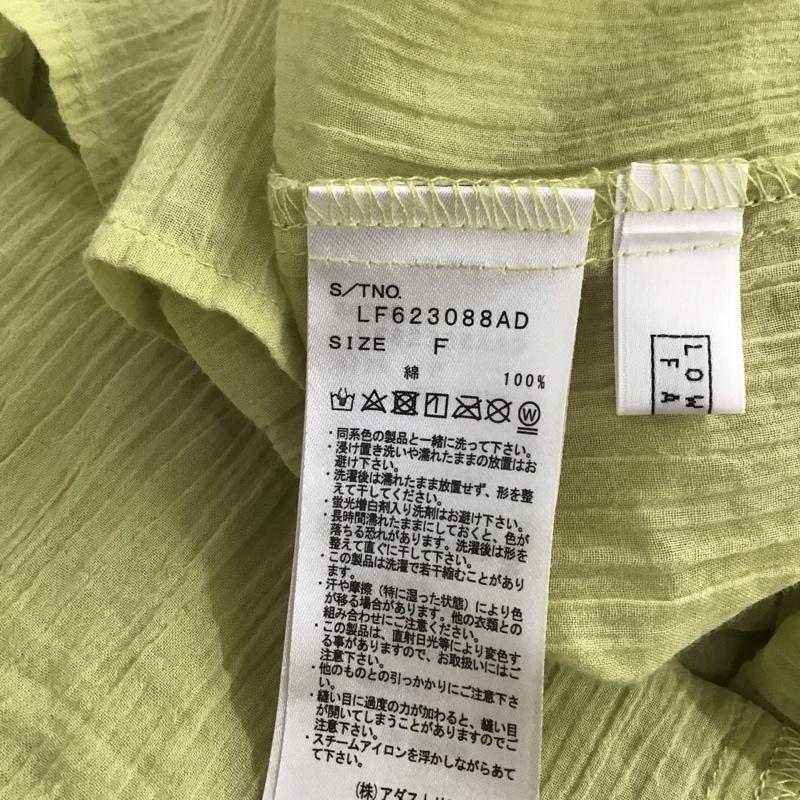 S/TNO.
LF623088AD
SIZE F
綿 100%
W
・同系色の製品と一緒に洗って下さい。
・浸け置き洗いや濡れたままの放置はお
避け下さい。
・洗濯後は濡れたまま放置せず、形を整
えて干してください。
・蛍光増白剤入り洗剤はお避け下さい。
・長時間濡れたままにしておくと、色が
落ちる恐れがあります。洗濯後は形を
整えて直ぐに干して下さい。
・この製品は洗濯で若干縮むことがあり
ます。
・汗や摩擦（特に湿った状態）により色
が移る場合があります。他の衣類との
組み合わせにご注意ください。
・この製品は、直射日光等により変色す
る事がありますので、お取扱いにはご
注意下さい。
・他のものとの引っかかりにご注意下さ
い。
・縫い目に過度の力が加わると、縫い目
が開いてしまうことがありますのでご
注意下さい。
・スチームアイロンを浮かしながらあて
て下さい。
(株)アダスト
LOW
FA